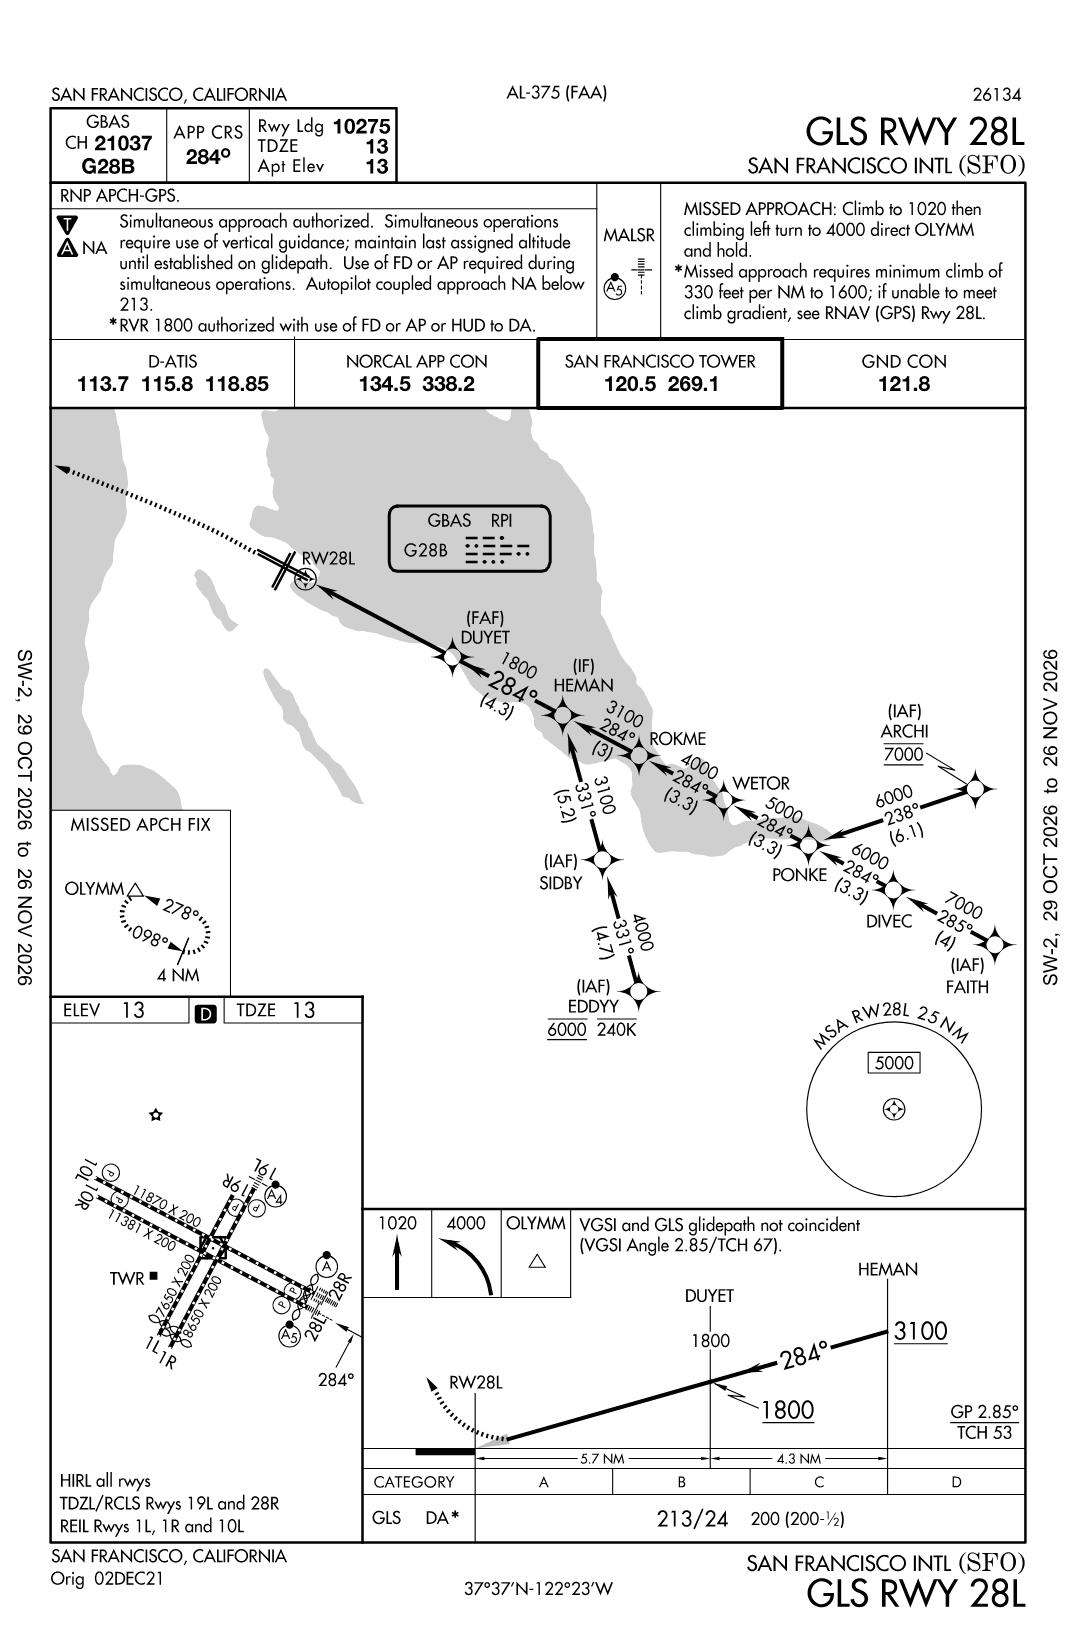 SAN FRANCISCO, CALIFORNIA
AL-375 (FAA)
26134
GBAS
CH 21037
G28B
APP CRS
284°
Rwy Ldg 10275
TDZE 13
Apt Elev 13
GLS RWY 28L
SAN FRANCISCO INTL (SFO)
RNP APCH-GPS.
T
A NA
Simultaneous approach authorized. Simultaneous operations
require use of vertical guidance; maintain last assigned altitude
until established on glidepath. Use of FD or AP required during
simultaneous operations. Autopilot coupled approach NA below
213.
*RVR 1800 authorized with use of FD or AP or HUD to DA.
MALSR
A5
MISSED APPROACH: Climb to 1020 then
climbing left turn to 4000 direct OLYMM
and hold.
*Missed approach requires minimum climb of
330 feet per NM to 1600; if unable to meet
climb gradient, see RNAV (GPS) Rwy 28L.
D-ATIS
113.7 115.8 118.85
NORCAL APP CON
134.5 338.2
SAN FRANCISCO TOWER
120.5 269.1
GND CON
121.8
GBAS RPI
G28B
RW28L
(FAF)
DUYET
1800
284°
(4.3)
(IF)
HEMAN
3100
284°
(3)
ROKME
4000
284°
(3.3)
WETOR
5000
284°
(3.3)
PONKE
(IAF)
ARCHI
7000
6000
238°
(6.1)
6000
284°
(3.3)
DIVEC
7000
285°
(4)
(IAF)
FAITH
3100
331°
(5.2)
(IAF)
SIDBY
4000
331°
(4.7)
(IAF)
EDDYY
6000 240K
MISSED APCH FIX
OLYMM
278°
098°
4 NM
MSA RW28L 25 NM
5000
SW-2, 29 OCT 2026 to 26 NOV 2026
SW-2, 29 OCT 2026 to 26 NOV 2026
ELEV 13
D
TDZE 13
10L
10R
P
P
11870 X 200
11381 X 200
19L
19R
A4
P
P
TWR
7650 X 200
8650 X 200
1L
1R
A
P
P
A5
28R
28L
284°
HIRL all rwys
TDZL/RCLS Rwys 19L and 28R
REIL Rwys 1L, 1R and 10L
1020
4000
OLYMM
VGSI and GLS glidepath not coincident
(VGSI Angle 2.85/TCH 67).
HEMAN
DUYET
1800
284°
3100
RW28L
1800
GP 2.85°
TCH 53
5.7 NM
4.3 NM
CATEGORY A B C D
GLS DA* 213/24 200 (200-½)
SAN FRANCISCO, CALIFORNIA
Orig 02DEC21
37°37'N-122°23'W
SAN FRANCISCO INTL (SFO)
GLS RWY 28L